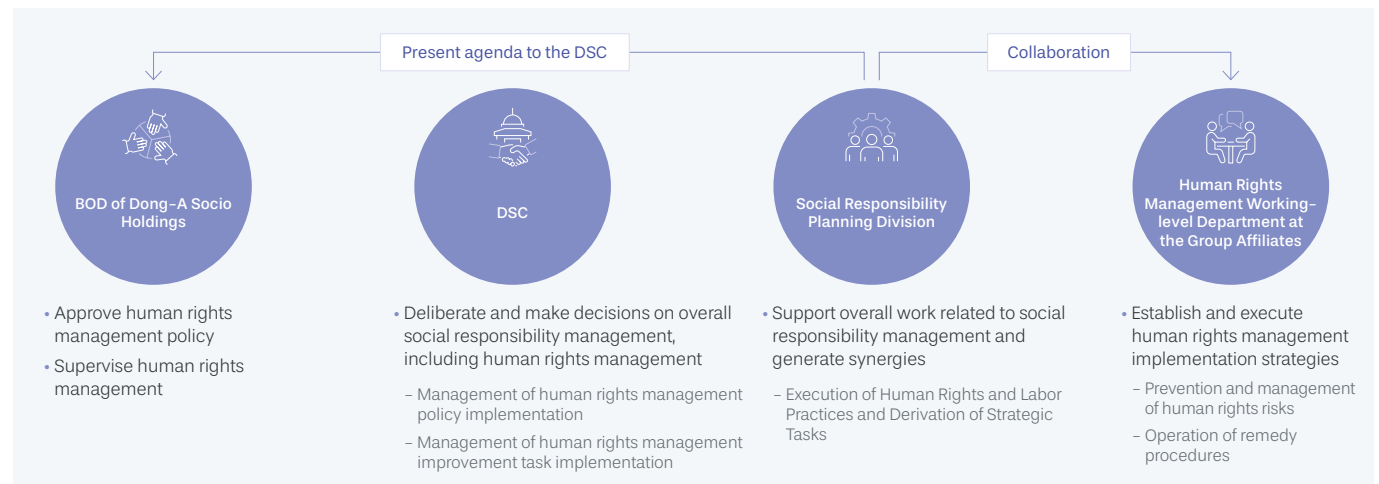 Present agenda to the DSC
Collaboration
BOD of Dong-A Socio
Holdings
DSC
Social Responsibility
Planning Division
Human Rights
Management Working-
level Department at
the Group Affiliates
• Approve human rights
management policy
• Supervise human rights
management
• Deliberate and make decisions on overall
social responsibility management,
including human rights management
– Management of human rights management
policy implementation
– Management of human rights management
improvement task implementation
• Support overall work related to social
responsibility management and
generate synergies
– Execution of Human Rights and Labor
Practices and Derivation of Strategic
Tasks
• Establish and execute
human rights management
implementation strategies
– Prevention and management
of human rights risks
– Operation of remedy
procedures